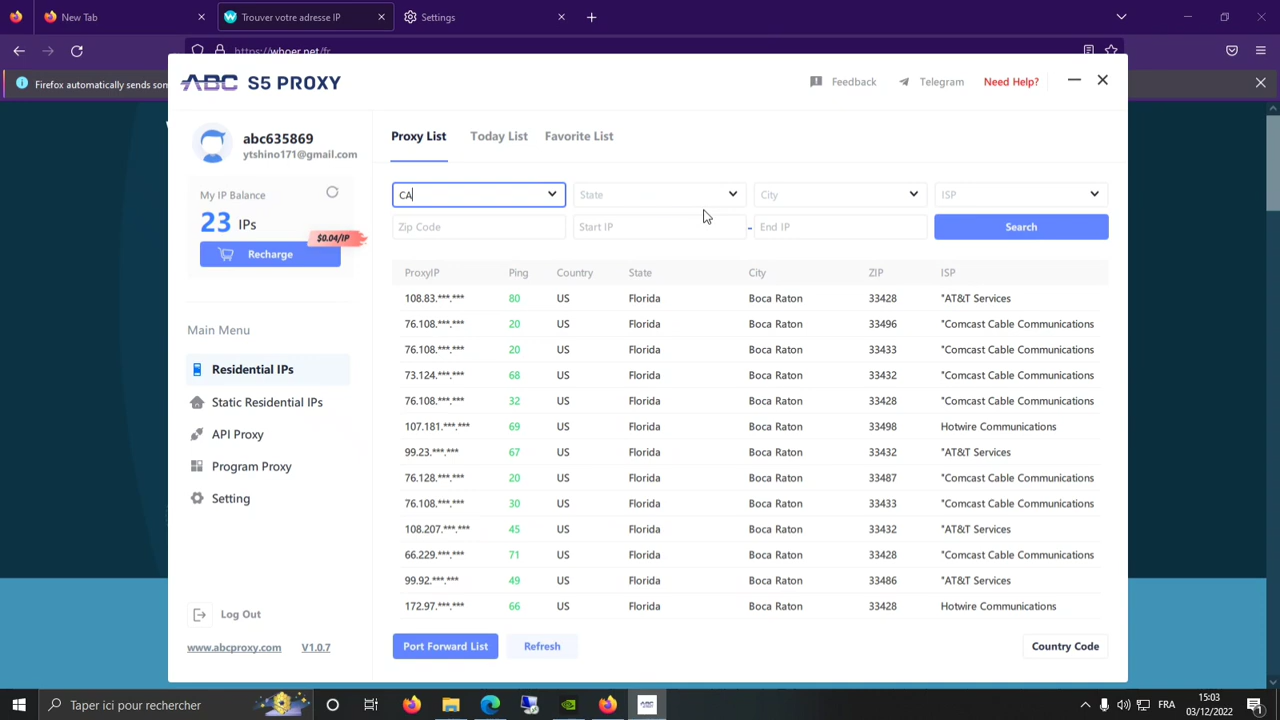 New Tab
Trouver votre adresse IP
Settings
https://whoer.net/fr
Firefox automatically sends son
ABC S5 PROXY
Feedback
Telegram
Need Help?
abc635869
ytshino171@gmail.com
My IP Balance
23 IPs
$0.04/IP
Recharge
Main Menu
Residential IPs
Static Residential IPs
API Proxy
Program Proxy
Setting
Log Out
www.abcproxy.com V1.0.7
Proxy List Today List Favorite List
CA State City ISP
Zip Code Start IP - End IP Search
ProxyIP Ping Country State City ZIP ISP
108.83.***.*** 80 US Florida Boca Raton 33428 "AT&T Services
76.108.***.*** 20 US Florida Boca Raton 33496 "Comcast Cable Communications
76.108.***.*** 20 US Florida Boca Raton 33433 "Comcast Cable Communications
73.124.***.*** 68 US Florida Boca Raton 33432 "Comcast Cable Communications
76.108.***.*** 32 US Florida Boca Raton 33428 "Comcast Cable Communications
107.181.***.*** 69 US Florida Boca Raton 33498 Hotwire Communications
99.23.***.*** 67 US Florida Boca Raton 33432 "AT&T Services
76.128.***.*** 20 US Florida Boca Raton 33487 "Comcast Cable Communications
76.108.***.*** 30 US Florida Boca Raton 33433 "Comcast Cable Communications
108.207.***.*** 45 US Florida Boca Raton 33432 "AT&T Services
66.229.***.*** 71 US Florida Boca Raton 33428 "Comcast Cable Communications
99.92.***.*** 49 US Florida Boca Raton 33486 "AT&T Services
172.97.***.*** 66 US Florida Boca Raton 33428 Hotwire Communications
Port Forward List Refresh Country Code
Taper ici pour rechercher
FRA
15:03
03/12/2022
1